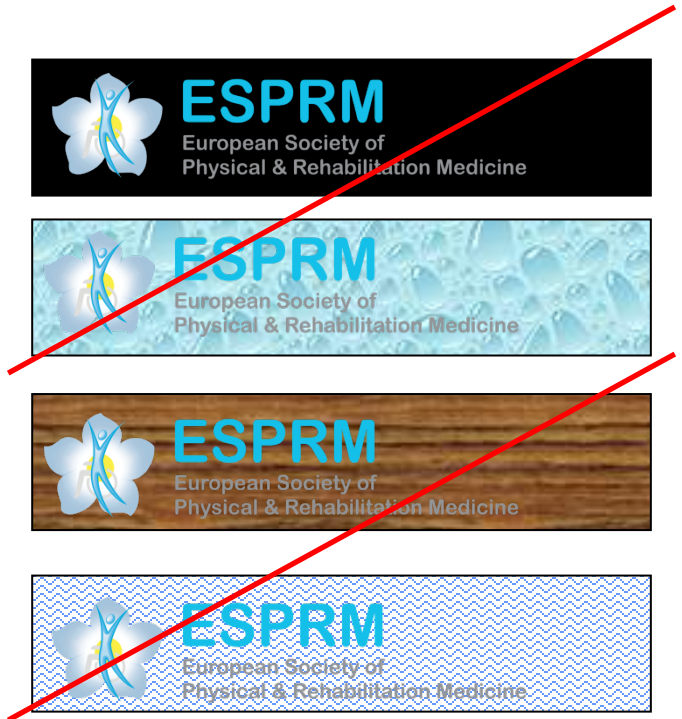 ESPRM
European Society of
Physical & Rehabilitation Medicine
ESPRM
European Society of
Physical & Rehabilitation Medicine
ESPRM
European Society of
Physical & Rehabilitation Medicine
ESPRM
European Society of
Physical & Rehabilitation Medicine